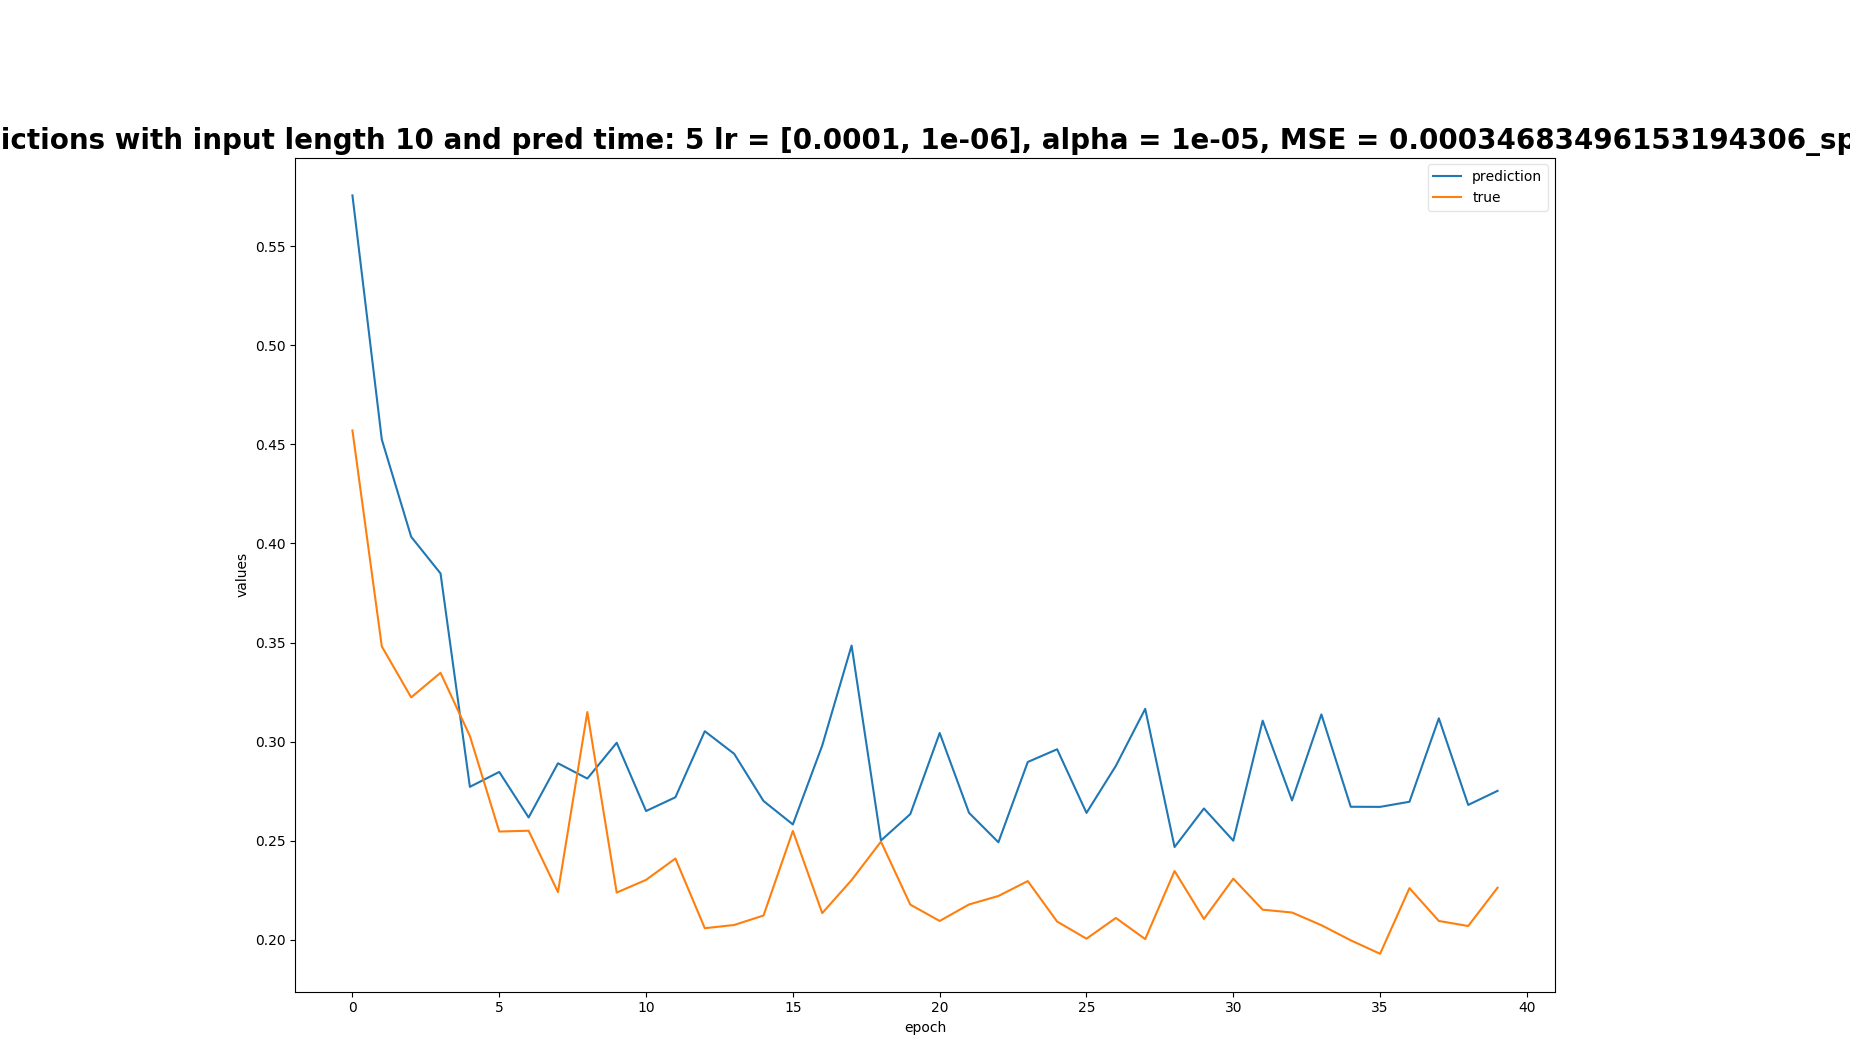 ictions with input length 10 and pred time: 5 lr = [0.0001, 1e-06], alpha = 1e-05, MSE = 0.00034683496153194306_sp
prediction
true
0.55
0.50
0.45
0.40
0.35
0.30
0.25
0.20
values
0 5 10 15 20 25 30 35 40
epoch